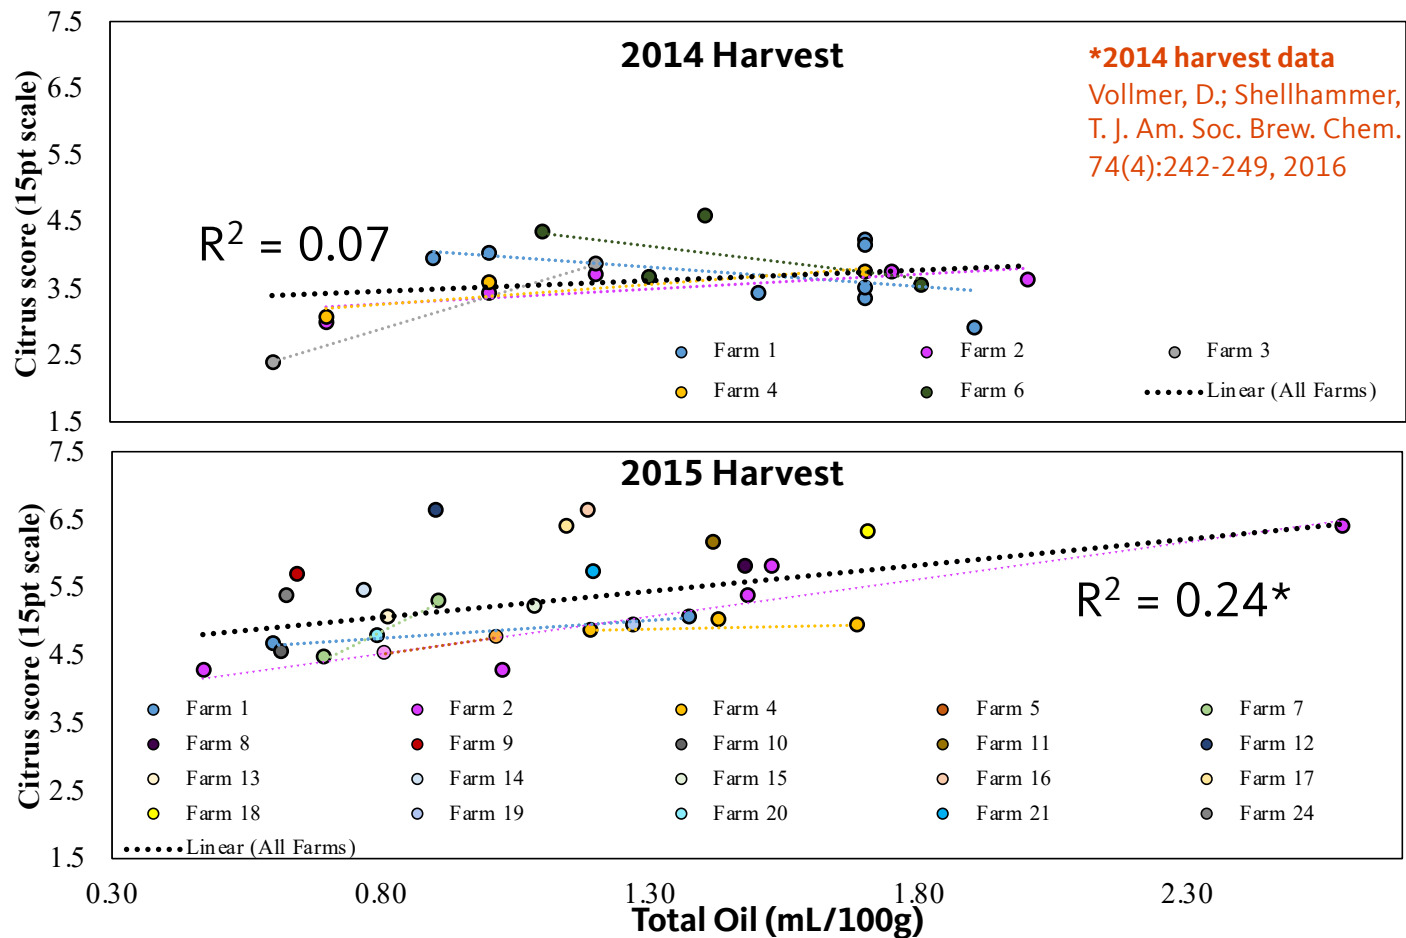 2014 Harvest
*2014 harvest data
Vollmer, D.; Shellhammer,
T. J. Am. Soc. Brew. Chem.
74(4):242-249, 2016
Citrus score (15pt scale)
7.5
6.5
5.5
4.5
3.5
2.5
1.5
R² = 0.07
Farm 1
Farm 2
Farm 3
Farm 4
Farm 6
Linear (All Farms)
2015 Harvest
Citrus score (15pt scale)
7.5
6.5
5.5
4.5
3.5
2.5
1.5
R² = 0.24*
Farm 1
Farm 2
Farm 4
Farm 5
Farm 7
Farm 8
Farm 9
Farm 10
Farm 11
Farm 12
Farm 13
Farm 14
Farm 15
Farm 16
Farm 17
Farm 18
Farm 19
Farm 20
Farm 21
Farm 24
Linear (All Farms)
0.30
0.80
1.30
1.80
2.30
Total Oil (mL/100g)